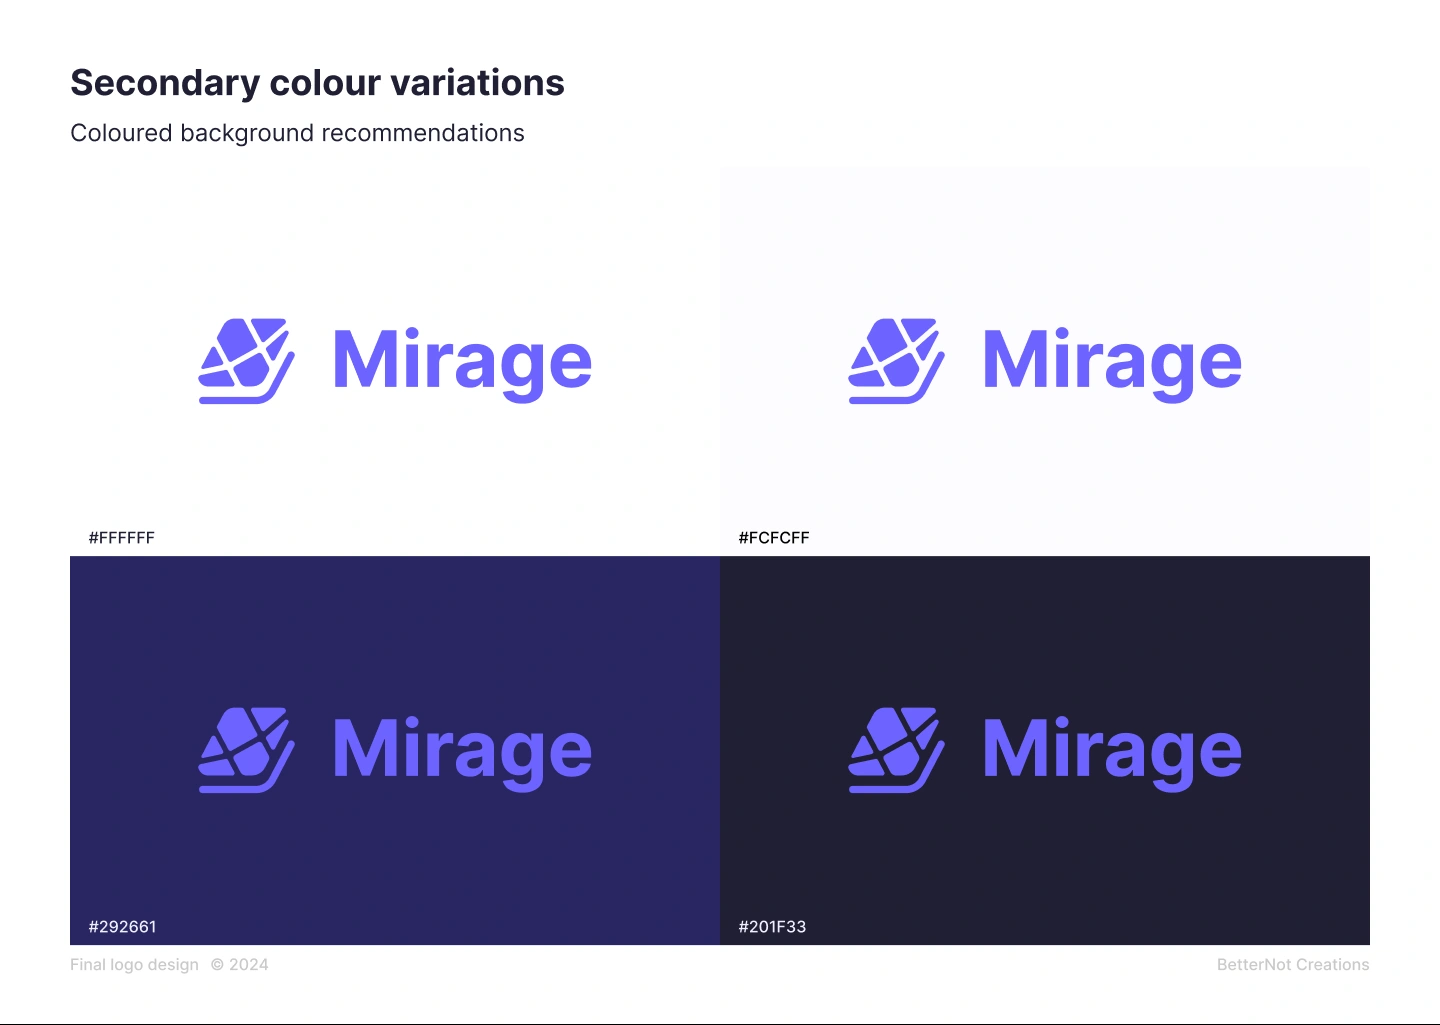 Secondary colour variations
Coloured background recommendations
Mirage
Mirage
#FFFFFF
#FCFCFF
Mirage
Mirage
#292661
#201F33
Final logo design © 2024
BetterNot Creations